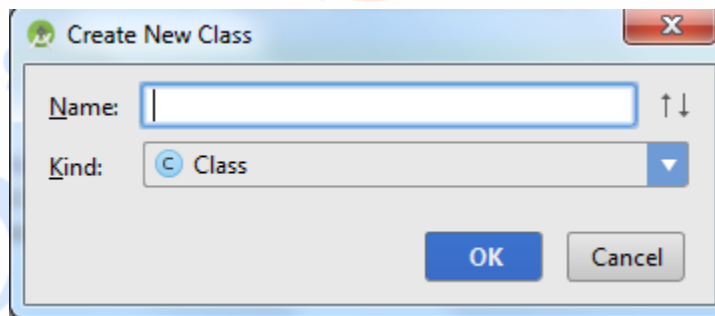 Create New Class
Name:
Kind:
C Class
OK
Cancel